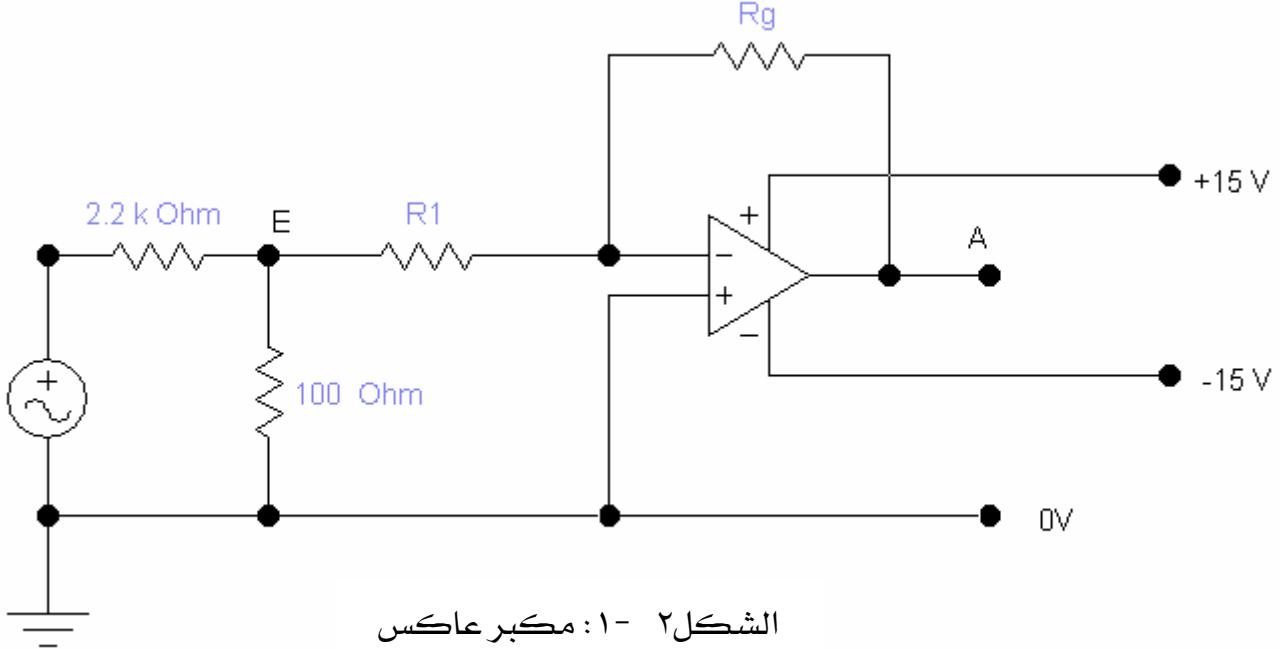 Rg
+15 V
2.2 k Ohm
E
R1
A
+
−
+
−
+
100 Ohm
-15 V
0V
الشكل٢ -١: مكبر عاكس